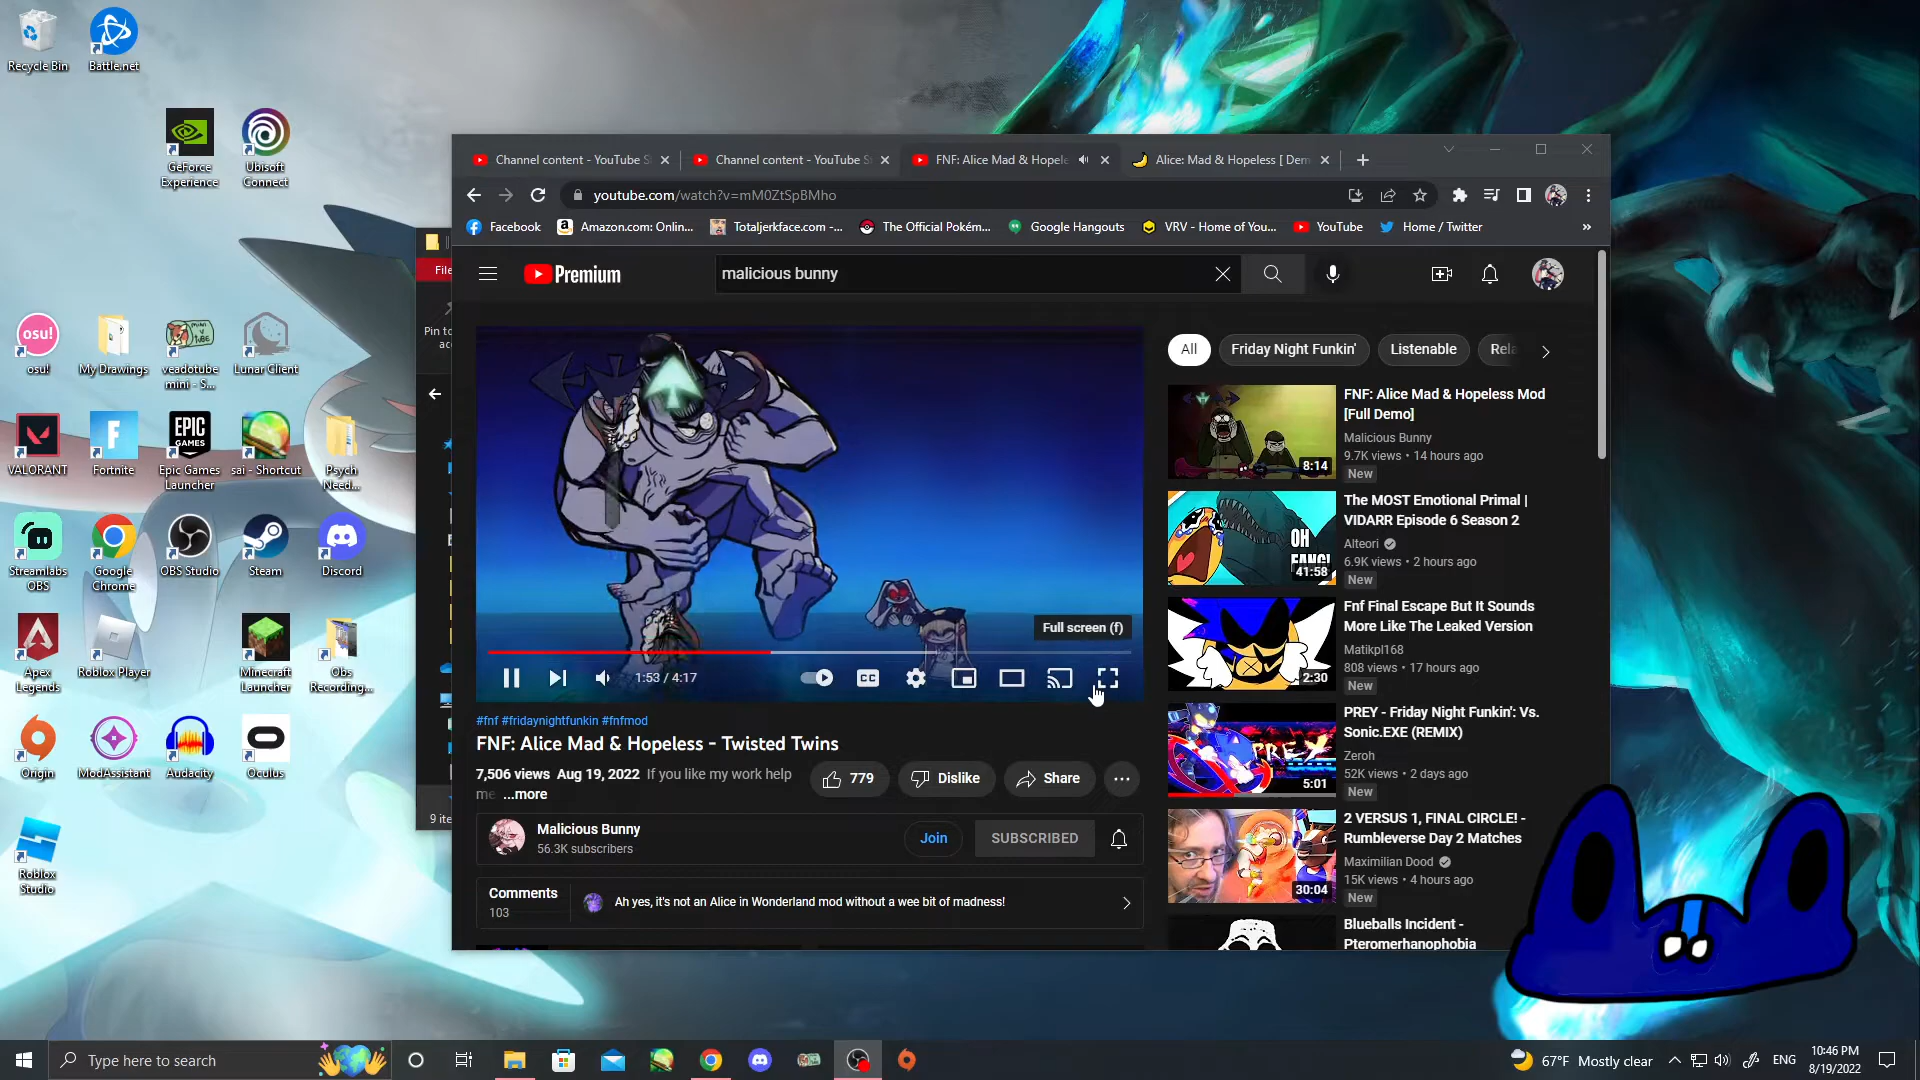 Recycle Bin
Battle.net
GeForce
Experience
Ubisoft
Connect
osu!
osu!
My Drawings
veadotube
mini - S...
Lunar Client
VALORANT
Fortnite
EPIC
GAMES
Epic Games
Launcher
sai - Shortcut
Psych
Need...
Streamlabs
OBS
Google
Chrome
OBS Studio
Steam
Discord
Apex
Legends
Roblox Player
Minecraft
Launcher
Obs
Recording...
Origin
ModAssistant
Audacity
Oculus
Roblox
Studio
File
Pin to
9 ite
Channel content - YouTube S
Channel content - YouTube S
FNF: Alice Mad & Hopele
Alice: Mad & Hopeless [ Dem
youtube.com/watch?v=mM0ZtSpBMho
Facebook
Amazon.com: Onlin...
Totaljerkface.com -...
The Official Pokém...
Google Hangouts
VRV - Home of You...
YouTube
Home / Twitter
»
Premium
malicious bunny
Full screen (f)
1:53 / 4:17
CC
#fnf #fridaynightfunkin #fnfmod
FNF: Alice Mad & Hopeless - Twisted Twins
7,506 views Aug 19, 2022 If you like my work help
me ...more
779
Dislike
Share
Malicious Bunny
56.3K subscribers
Join
SUBSCRIBED
Comments
103
Ah yes, it's not an Alice in Wonderland mod without a wee bit of madness!
All
Friday Night Funkin'
Listenable
Rela
FNF: Alice Mad & Hopeless Mod
[Full Demo]
Malicious Bunny
9.7K views • 14 hours ago
New
8:14
The MOST Emotional Primal |
VIDARR Episode 6 Season 2
Alteori
6.9K views • 2 hours ago
New
OH
FANG!
41:58
Fnf Final Escape But It Sounds
More Like The Leaked Version
Matikpl168
808 views • 17 hours ago
New
2:30
PREY - Friday Night Funkin': Vs.
Sonic.EXE (REMIX)
Zeroh
52K views • 2 days ago
New
5:01
2 VERSUS 1, FINAL CIRCLE! -
Rumbleverse Day 2 Matches
Maximilian Dood
15K views • 4 hours ago
New
30:04
Blueballs Incident -
Pteromerhanophobia
Type here to search
67°F Mostly clear
ENG
10:46 PM
8/19/2022